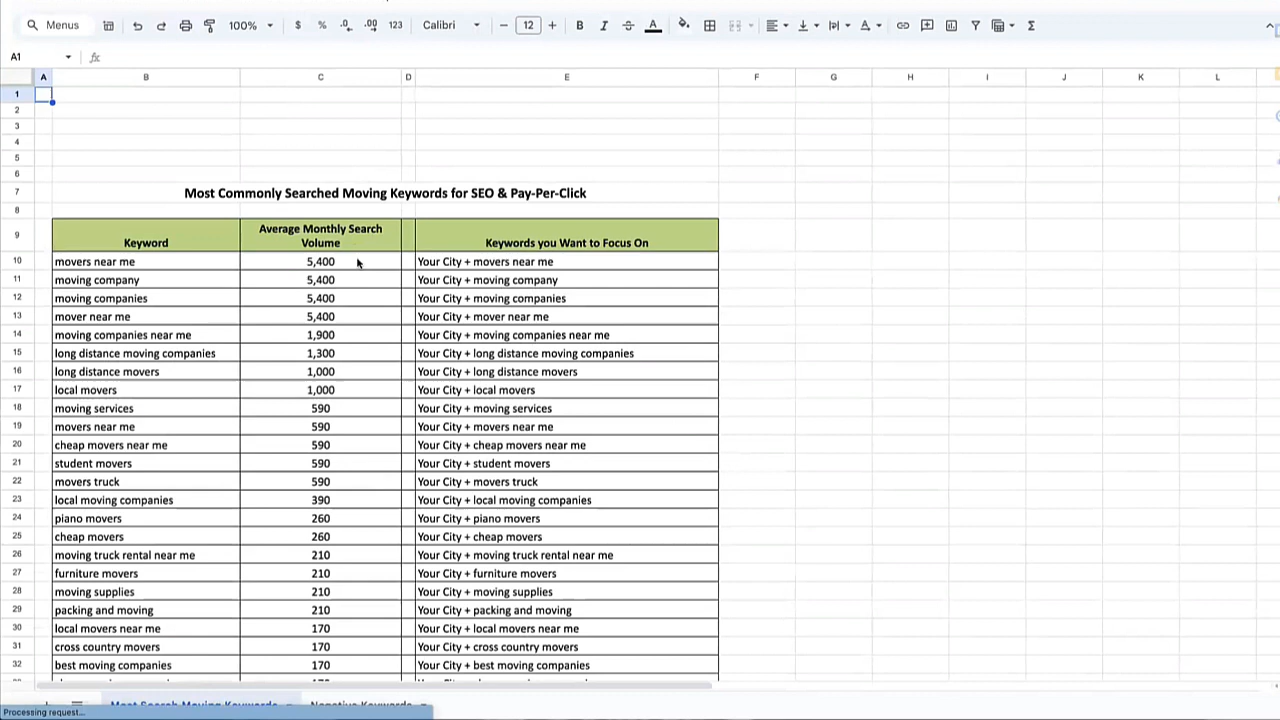 Menus 100% $ % .0 .00 123 Calibri 12 B I S A Σ
A1 fx
A B C D E F G H I J K L
1
2
3
4
5
6
7 Most Commonly Searched Moving Keywords for SEO & Pay-Per-Click
8
9 Keyword Average Monthly Search Volume Keywords you Want to Focus On
10 movers near me 5,400 Your City + movers near me
11 moving company 5,400 Your City + moving company
12 moving companies 5,400 Your City + moving companies
13 mover near me 5,400 Your City + mover near me
14 moving companies near me 1,900 Your City + moving companies near me
15 long distance moving companies 1,300 Your City + long distance moving companies
16 long distance movers 1,000 Your City + long distance movers
17 local movers 1,000 Your City + local movers
18 moving services 590 Your City + moving services
19 movers near me 590 Your City + movers near me
20 cheap movers near me 590 Your City + cheap movers near me
21 student movers 590 Your City + student movers
22 movers truck 590 Your City + movers truck
23 local moving companies 390 Your City + local moving companies
24 piano movers 260 Your City + piano movers
25 cheap movers 260 Your City + cheap movers
26 moving truck rental near me 210 Your City + moving truck rental near me
27 furniture movers 210 Your City + furniture movers
28 moving supplies 210 Your City + moving supplies
29 packing and moving 210 Your City + packing and moving
30 local movers near me 170 Your City + local movers near me
31 cross country movers 170 Your City + cross country movers
32 best moving companies 170 Your City + best moving companies
Most Search Moving Keywords Negative Keywords
Processing request...